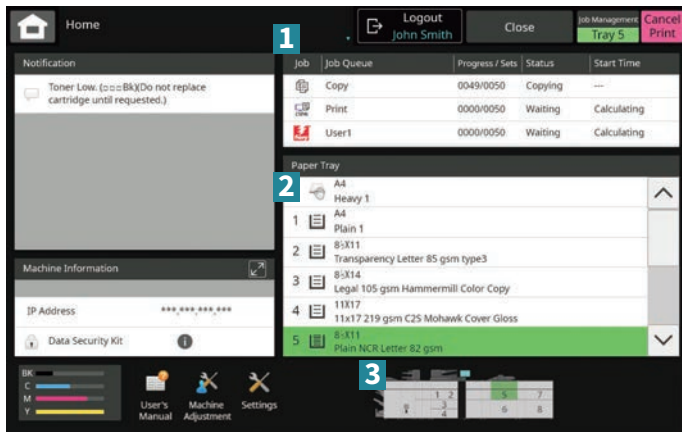 Home
Logout
John Smith
Close
Job Management
Tray 5
Cancel
Print
1
Notification
Toner Low. (□□□Bk)(Do not replace
cartridge until requested.)
Job
Job Queue
Progress / Sets
Status
Start Time
Copy
0049/0050
Copying
---
Print
0000/0050
Waiting
Calculating
User1
0000/0050
Waiting
Calculating
2
Paper Tray
A4
Heavy 1
1
A4
Plain 1
2
8½X11
Transparency Letter 85 gsm type3
3
8½X14
Legal 105 gsm Hammermill Color Copy
4
11X17
11x17 219 gsm C2S Mohawk Cover Gloss
5
8½X11
Plain NCR Letter 82 gsm
Machine Information
IP Address
***.***.***.***
Data Security Kit
BK
C
M
Y
User's
Manual
Machine
Adjustment
Settings
3
1 2
3
4
5 7
6 8